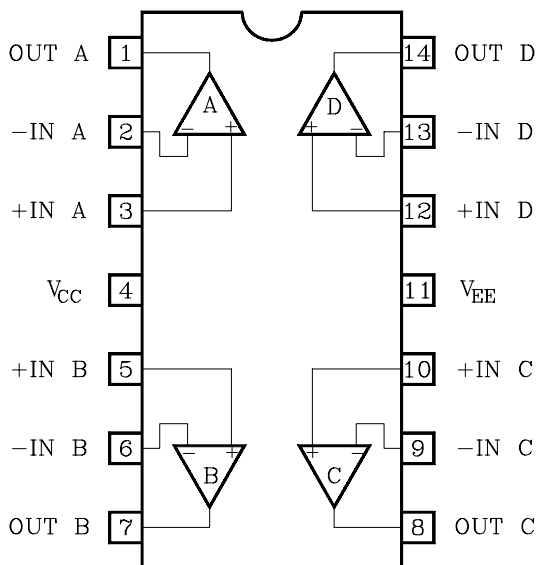 OUT A 1 14 OUT D
A D
−IN A 2 − + + − 13 −IN D
+IN A 3 12 +IN D
VCC 4 11 VEE
+IN B 5 10 +IN C
−IN B 6 − + + − 9 −IN C
B C
OUT B 7 8 OUT C